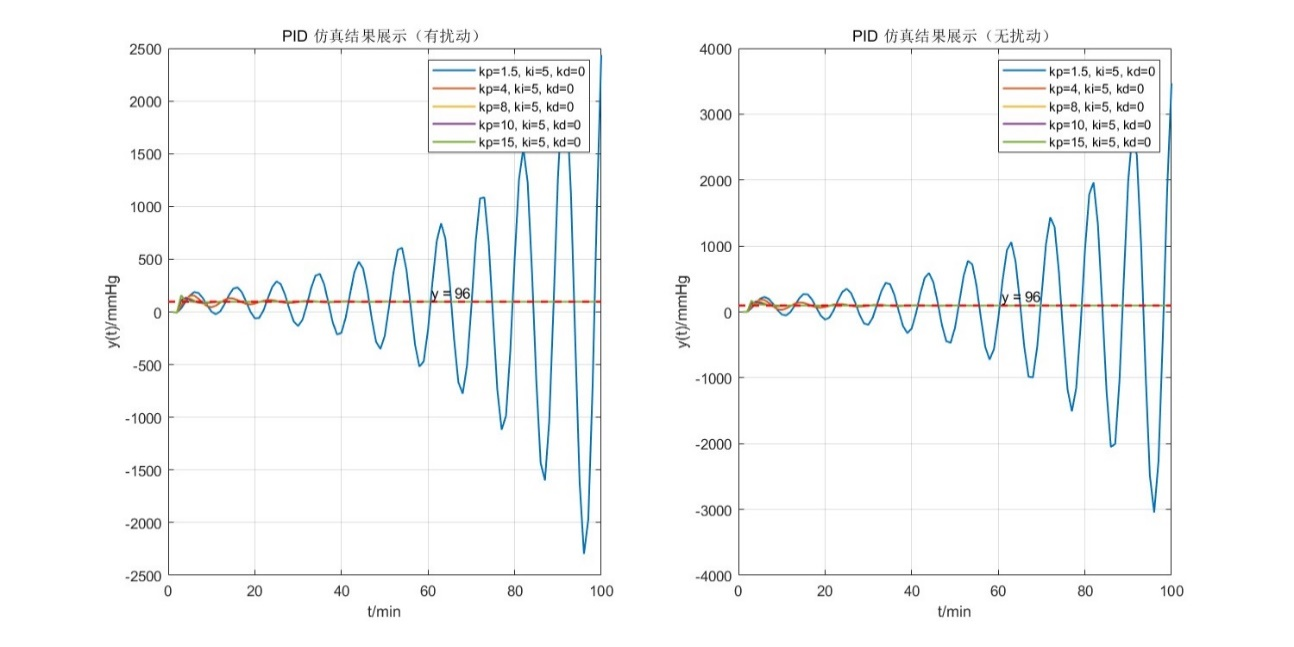 PID 仿真结果展示（有扰动）
2500
2000
1500
1000
500
0
-500
-1000
-1500
-2000
-2500
y(t)/mmHg
kp=1.5, ki=5, kd=0
kp=4, ki=5, kd=0
kp=8, ki=5, kd=0
kp=10, ki=5, kd=0
kp=15, ki=5, kd=0
y = 96
0 20 40 60 80 100
t/min
PID 仿真结果展示（无扰动）
4000
3000
2000
1000
0
-1000
-2000
-3000
-4000
y(t)/mmHg
kp=1.5, ki=5, kd=0
kp=4, ki=5, kd=0
kp=8, ki=5, kd=0
kp=10, ki=5, kd=0
kp=15, ki=5, kd=0
y = 96
0 20 40 60 80 100
t/min